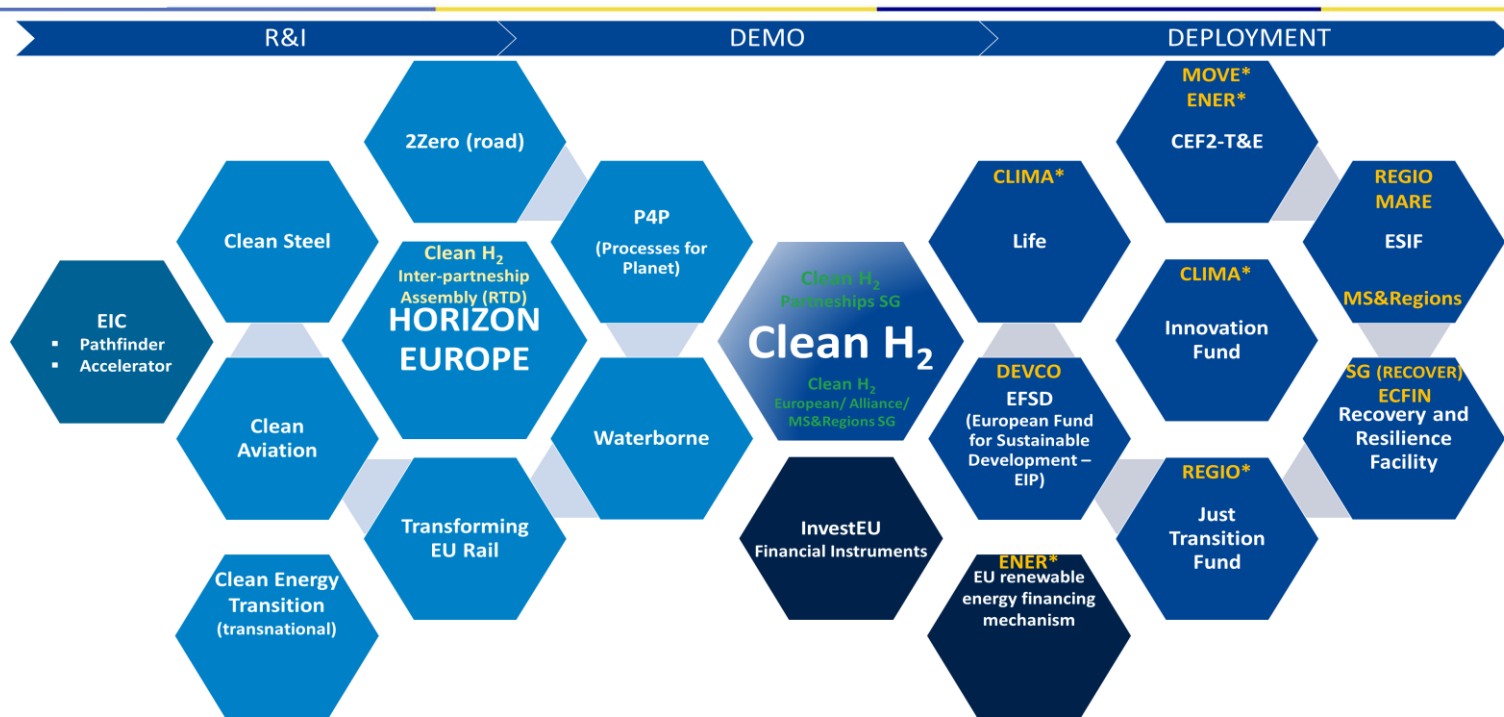 R&I
DEMO
DEPLOYMENT
EIC
▪ Pathfinder
▪ Accelerator
Clean Steel
Clean
Aviation
Clean Energy
Transition
(transnational)
2Zero (road)
Clean H₂
Inter-partneship
Assembly (RTD)
HORIZON
EUROPE
Transforming
EU Rail
P4P
(Processes for
Planet)
Waterborne
Clean H₂
Partneships SG
Clean H₂
Clean H₂
European/ Alliance/
MS&Regions SG
InvestEU
Financial Instruments
CLIMA*
Life
DEVCO
EFSD
(European Fund
for Sustainable
Development –
EIP)
ENER*
EU renewable
energy financing
mechanism
MOVE*
ENER*
CEF2-T&E
CLIMA*
Innovation
Fund
REGIO*
Just
Transition
Fund
REGIO
MARE
ESIF
MS&Regions
SG (RECOVER)
ECFIN
Recovery and
Resilience
Facility